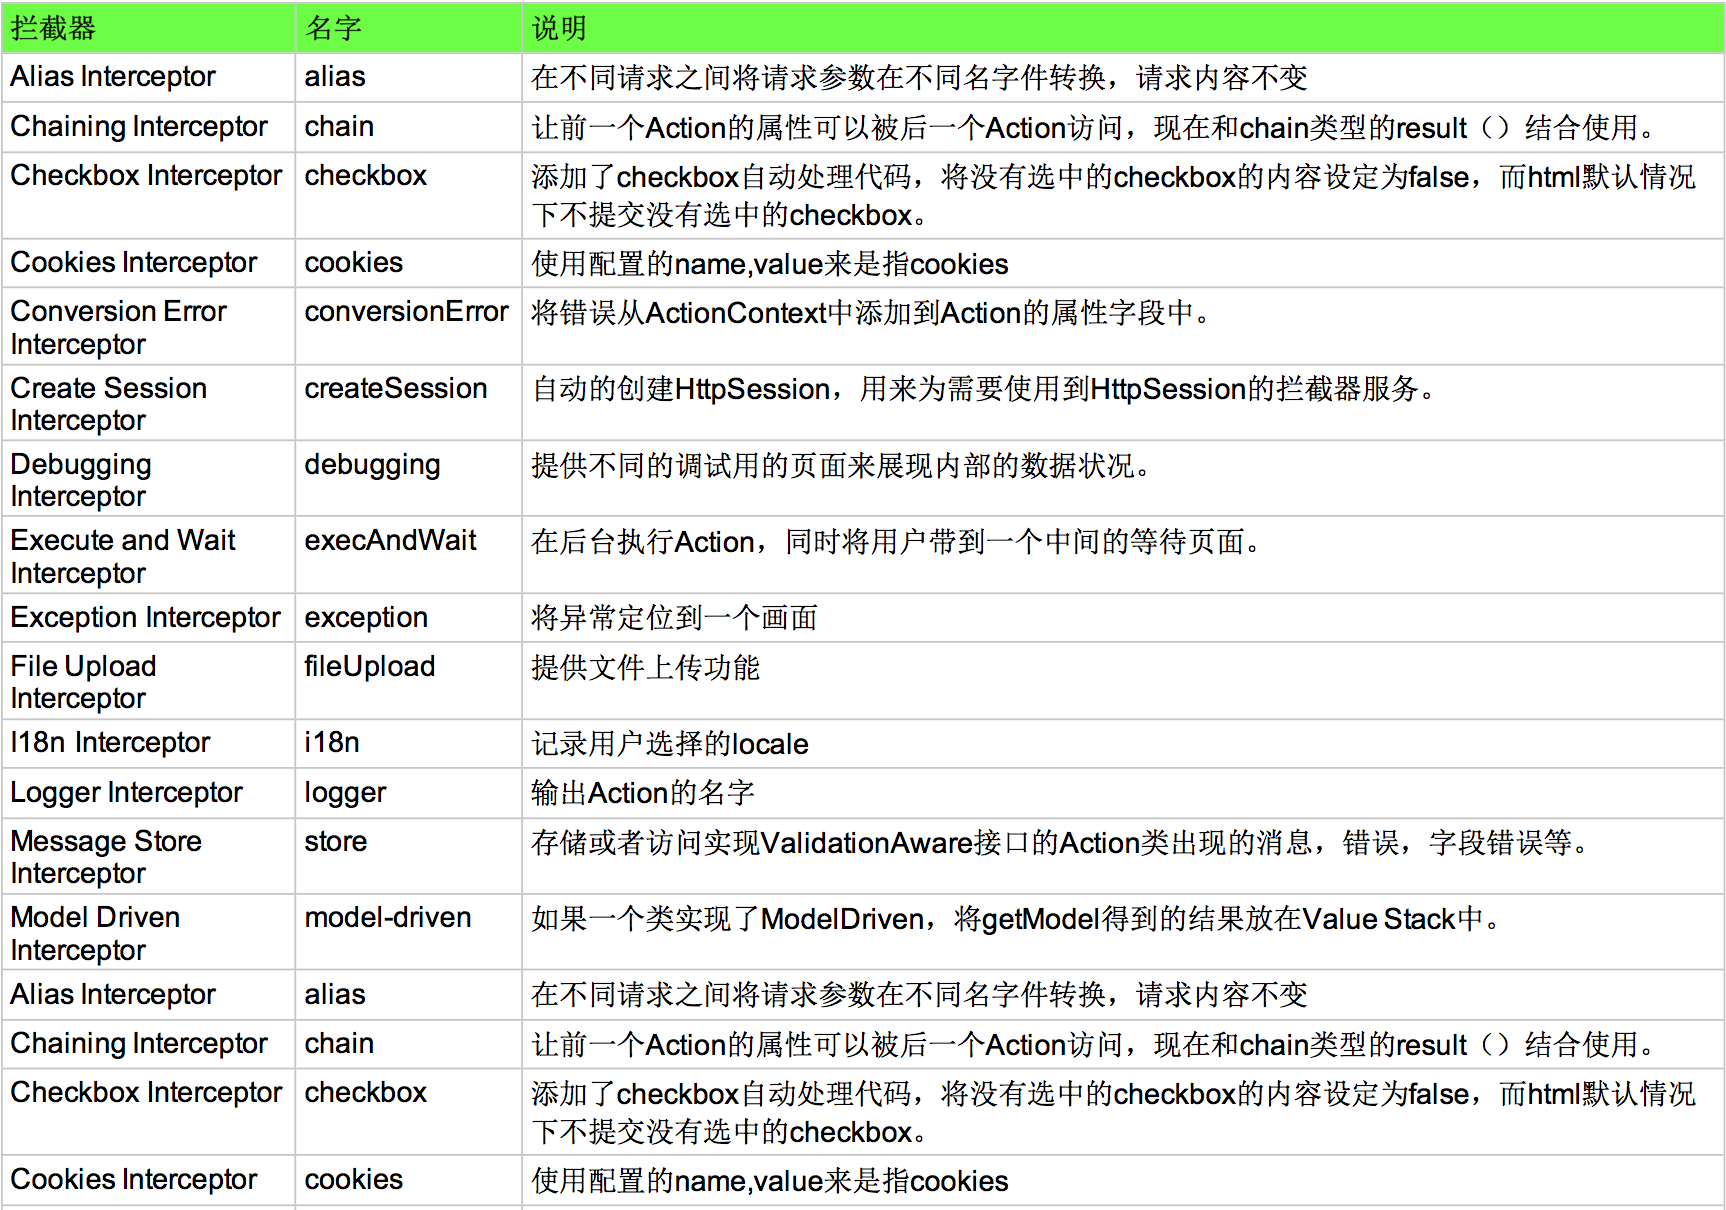 拦截器 名字 说明
Alias Interceptor alias 在不同请求之间将请求参数在不同名字件转换，请求内容不变
Chaining Interceptor chain 让前一个Action的属性可以被后一个Action访问，现在和chain类型的result（）结合使用。
Checkbox Interceptor checkbox 添加了checkbox自动处理代码，将没有选中的checkbox的内容设定为false，而html默认情况
下不提交没有选中的checkbox。
Cookies Interceptor cookies 使用配置的name,value来是指cookies
Conversion Error conversionError 将错误从ActionContext中添加到Action的属性字段中。
Interceptor
Create Session createSession 自动的创建HttpSession，用来为需要使用到HttpSession的拦截器服务。
Interceptor
Debugging debugging 提供不同的调试用的页面来展现内部的数据状况。
Interceptor
Execute and Wait execAndWait 在后台执行Action，同时将用户带到一个中间的等待页面。
Interceptor
Exception Interceptor exception 将异常定位到一个画面
File Upload fileUpload 提供文件上传功能
Interceptor
I18n Interceptor i18n 记录用户选择的locale
Logger Interceptor logger 输出Action的名字
Message Store store 存储或者访问实现ValidationAware接口的Action类出现的消息，错误，字段错误等。
Interceptor
Model Driven model-driven 如果一个类实现了ModelDriven，将getModel得到的结果放在Value Stack中。
Interceptor
Alias Interceptor alias 在不同请求之间将请求参数在不同名字件转换，请求内容不变
Chaining Interceptor chain 让前一个Action的属性可以被后一个Action访问，现在和chain类型的result（）结合使用。
Checkbox Interceptor checkbox 添加了checkbox自动处理代码，将没有选中的checkbox的内容设定为false，而html默认情况
下不提交没有选中的checkbox。
Cookies Interceptor cookies 使用配置的name,value来是指cookies